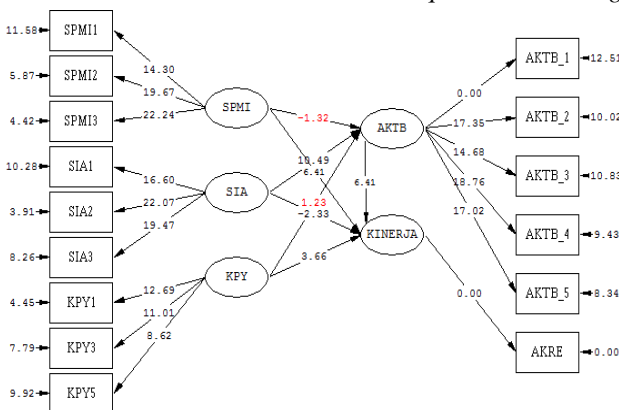 11.58 SPMI1
5.87 SPMI2
4.42 SPMI3
10.28 SIA1
3.91 SIA2
8.26 SIA3
4.45 KPY1
7.79 KPY3
9.92 KPY5
14.30
19.67
22.24
16.60
22.07
19.47
12.69
11.01
8.62
SPMI
SIA
KPY
-1.32
10.49
6.41
1.23
-2.33
3.66
AKTB
6.41
KINERJA
0.00
17.35
14.68
18.76
17.02
0.00
AKTB_1 12.51
AKTB_2 10.02
AKTB_3 10.83
AKTB_4 9.43
AKTB_5 8.34
AKRE 0.00